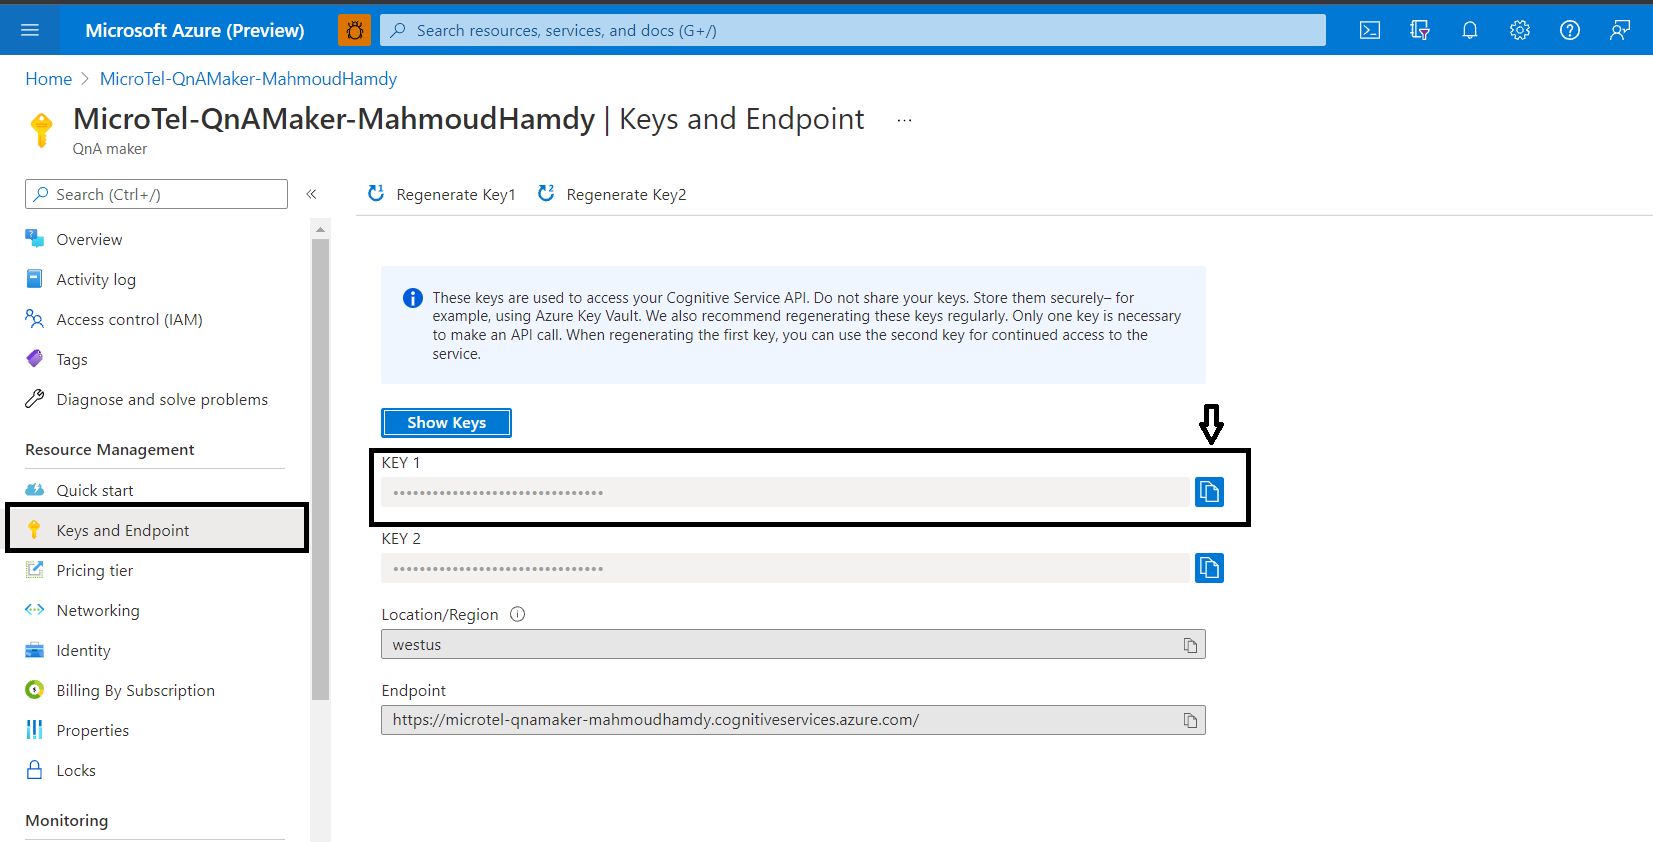 Microsoft Azure (Preview)
Search resources, services, and docs (G+/)
Home > MicroTel-QnAMaker-MahmoudHamdy
MicroTel-QnAMaker-MahmoudHamdy | Keys and Endpoint ...
QnA maker
Search (Ctrl+/)
«
Overview
Activity log
Access control (IAM)
Tags
Diagnose and solve problems
Resource Management
Quick start
Keys and Endpoint
Pricing tier
Networking
Identity
Billing By Subscription
Properties
Locks
Monitoring
Regenerate Key1
Regenerate Key2
These keys are used to access your Cognitive Service API. Do not share your keys. Store them securely– for
example, using Azure Key Vault. We also recommend regenerating these keys regularly. Only one key is necessary
to make an API call. When regenerating the first key, you can use the second key for continued access to the
service.
Show Keys
KEY 1
••••••••••••••••••••••••••••••••
KEY 2
••••••••••••••••••••••••••••••••
Location/Region
westus
Endpoint
https://microtel-qnamaker-mahmoudhamdy.cognitiveservices.azure.com/